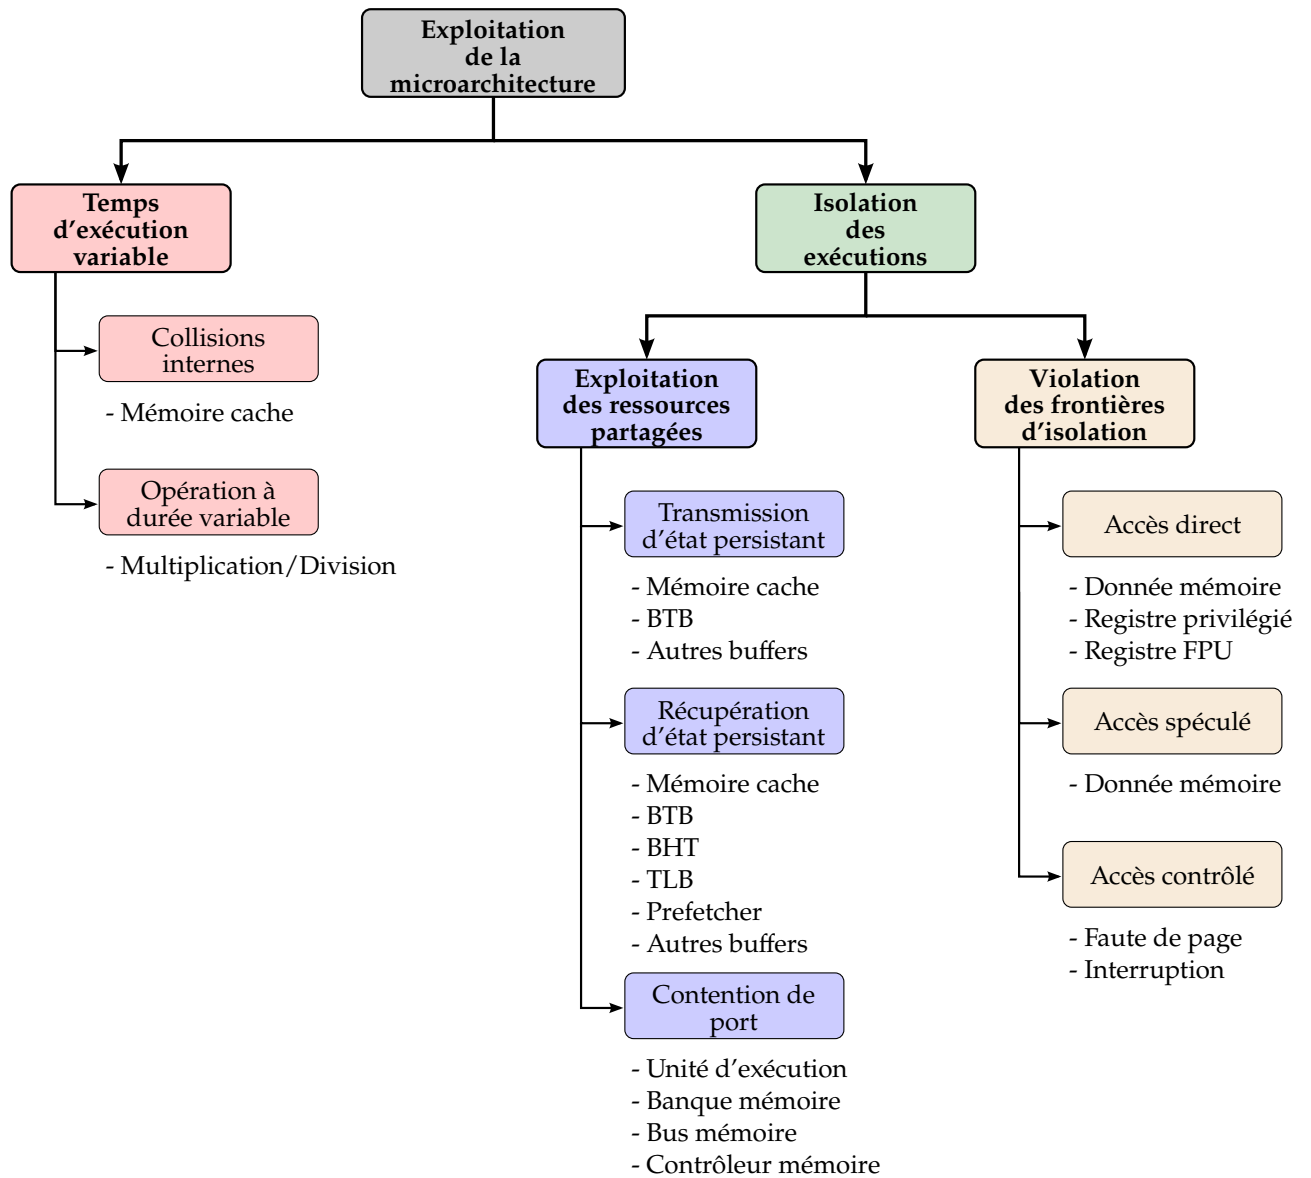 Exploitation
de la
microarchitecture
Temps
d'exécution
variable
Collisions
internes
- Mémoire cache
Opération à
durée variable
- Multiplication/Division
Isolation
des
exécutions
Exploitation
des ressources
partagées
Transmission
d'état persistant
- Mémoire cache
- BTB
- Autres buffers
Récupération
d'état persistant
- Mémoire cache
- BTB
- BHT
- TLB
- Prefetcher
- Autres buffers
Contention de
port
- Unité d'exécution
- Banque mémoire
- Bus mémoire
- Contrôleur mémoire
Violation
des frontières
d'isolation
Accès direct
- Donnée mémoire
- Registre privilégié
- Registre FPU
Accès spéculé
- Donnée mémoire
Accès contrôlé
- Faute de page
- Interruption